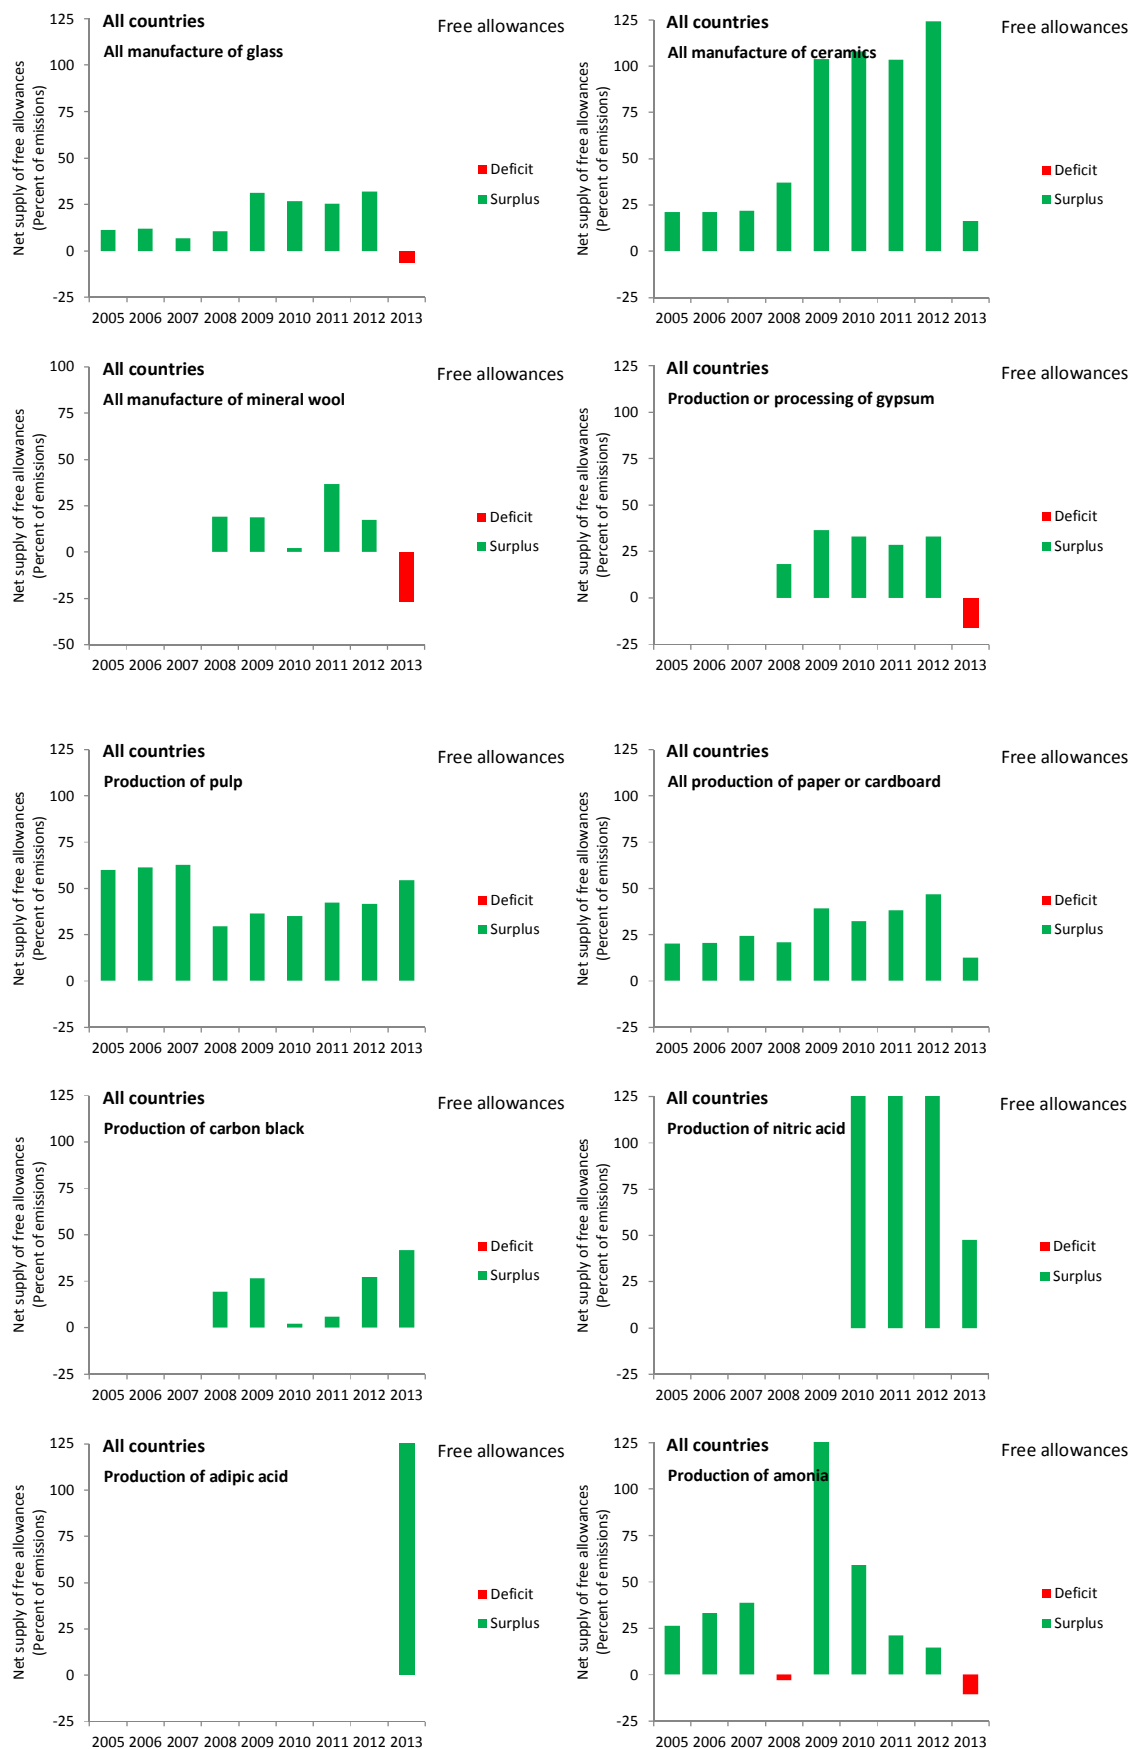 All countries
Free allowances
All manufacture of glass
Net supply of free allowances
(Percent of emissions)
125
100
75
50
25
0
-25
Deficit
Surplus
2005 2006 2007 2008 2009 2010 2011 2012 2013
All countries
Free allowances
All manufacture of ceramics
Net supply of free allowances
(Percent of emissions)
125
100
75
50
25
0
-25
Deficit
Surplus
2005 2006 2007 2008 2009 2010 2011 2012 2013
All countries
Free allowances
All manufacture of mineral wool
Net supply of free allowances
(Percent of emissions)
100
75
50
25
0
-25
-50
Deficit
Surplus
2005 2006 2007 2008 2009 2010 2011 2012 2013
All countries
Free allowances
Production or processing of gypsum
Net supply of free allowances
(Percent of emissions)
125
100
75
50
25
0
-25
Deficit
Surplus
2005 2006 2007 2008 2009 2010 2011 2012 2013
All countries
Free allowances
Production of pulp
Net supply of free allowances
(Percent of emissions)
125
100
75
50
25
0
-25
Deficit
Surplus
2005 2006 2007 2008 2009 2010 2011 2012 2013
All countries
Free allowances
All production of paper or cardboard
Net supply of free allowances
(Percent of emissions)
125
100
75
50
25
0
-25
Deficit
Surplus
2005 2006 2007 2008 2009 2010 2011 2012 2013
All countries
Free allowances
Production of carbon black
Net supply of free allowances
(Percent of emissions)
125
100
75
50
25
0
-25
Deficit
Surplus
2005 2006 2007 2008 2009 2010 2011 2012 2013
All countries
Free allowances
Production of nitric acid
Net supply of free allowances
(Percent of emissions)
125
100
75
50
25
0
-25
Deficit
Surplus
2005 2006 2007 2008 2009 2010 2011 2012 2013
All countries
Free allowances
Production of adipic acid
Net supply of free allowances
(Percent of emissions)
125
100
75
50
25
0
-25
Deficit
Surplus
2005 2006 2007 2008 2009 2010 2011 2012 2013
All countries
Free allowances
Production of amonia
Net supply of free allowances
(Percent of emissions)
125
100
75
50
25
0
-25
Deficit
Surplus
2005 2006 2007 2008 2009 2010 2011 2012 2013